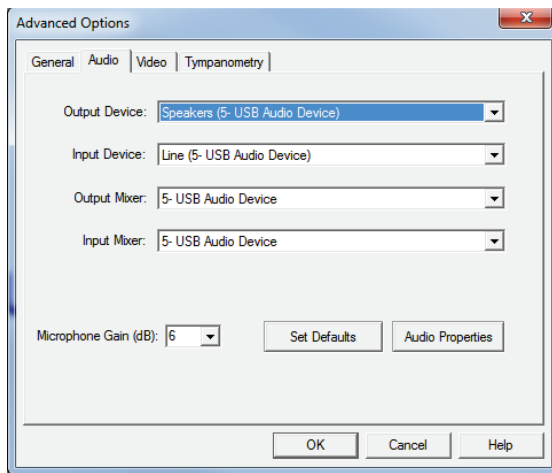 Advanced Options
General Audio Video Tympanometry
Output Device: Speakers (5- USB Audio Device)
Input Device: Line (5- USB Audio Device)
Output Mixer: 5- USB Audio Device
Input Mixer: 5- USB Audio Device
Microphone Gain (dB): 6 Set Defaults Audio Properties
OK Cancel Help